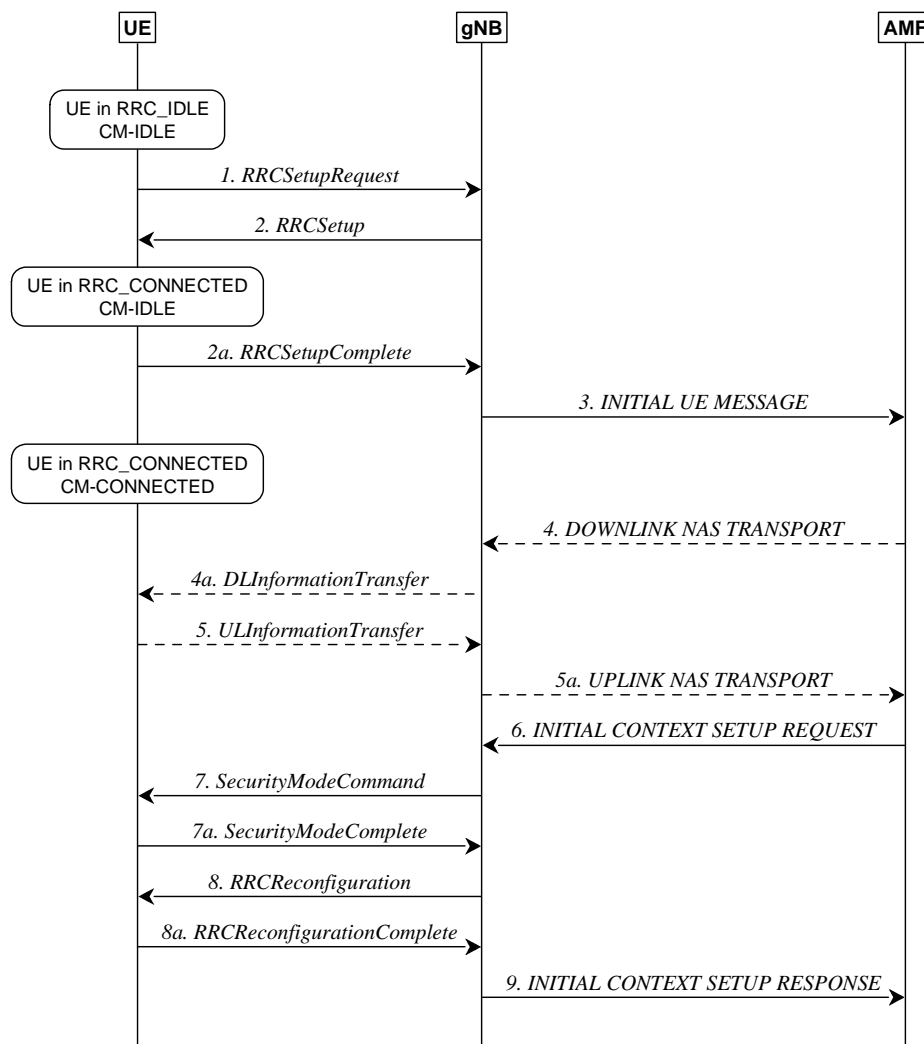 UE gNB AMF
UE in RRC_IDLE
CM-IDLE
1. RRCSetupRequest
2. RRCSetup
UE in RRC_CONNECTED
CM-IDLE
2a. RRCSetupComplete
3. INITIAL UE MESSAGE
UE in RRC_CONNECTED
CM-CONNECTED
4. DOWNLINK NAS TRANSPORT
4a. DLInformationTransfer
5. ULInformationTransfer
5a. UPLINK NAS TRANSPORT
6. INITIAL CONTEXT SETUP REQUEST
7. SecurityModeCommand
7a. SecurityModeComplete
8. RRCReconfiguration
8a. RRCReconfigurationComplete
9. INITIAL CONTEXT SETUP RESPONSE